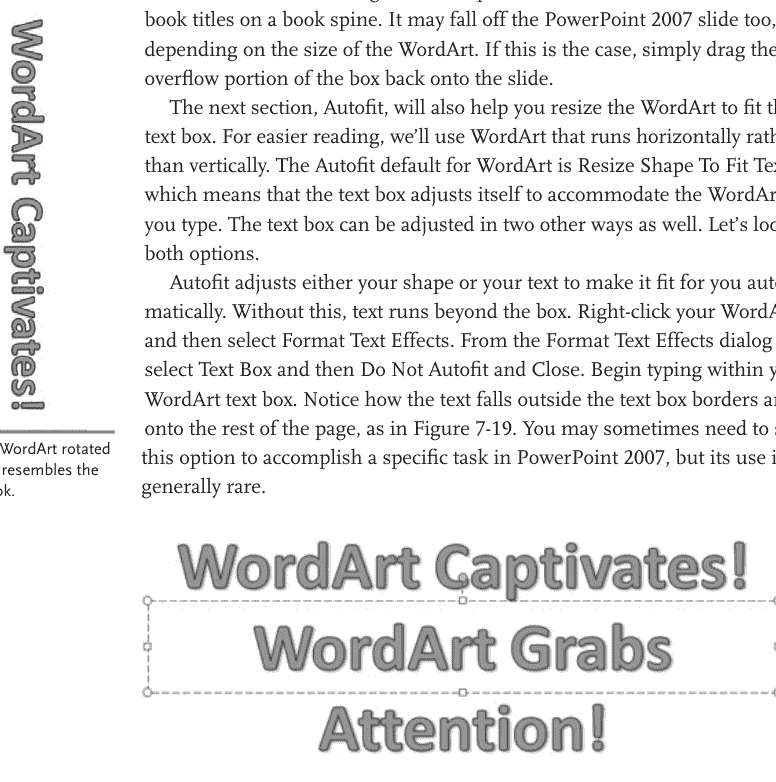 WordArt Captivates!
WordArt rotated
resembles the
book titles on a book spine. It may fall off the PowerPoint 2007 slide too,
depending on the size of the WordArt. If this is the case, simply drag the
overflow portion of the box back onto the slide.
The next section, Autofit, will also help you resize the WordArt to fit
text box. For easier reading, we’ll use WordArt that runs horizontally
than vertically. The Autofit default for WordArt is Resize Shape To Fit
which means that the text box adjusts itself to accommodate the
you type. The text box can be adjusted in two other ways as well. Let’s
both options.
Autofit adjusts either your shape or your text to make it fit for you
matically. Without this, text runs beyond the box. Right-click your
and then select Format Text Effects. From the Format Text Effects dialog
select Text Box and then Do Not Autofit and Close. Begin typing within
WordArt text box. Notice how the text falls outside the text box borders
onto the rest of the page, as in Figure 7-19. You may sometimes need to
this option to accomplish a specific task in PowerPoint 2007, but its use
generally rare.
WordArt Captivates!
WordArt Grabs
Attention!